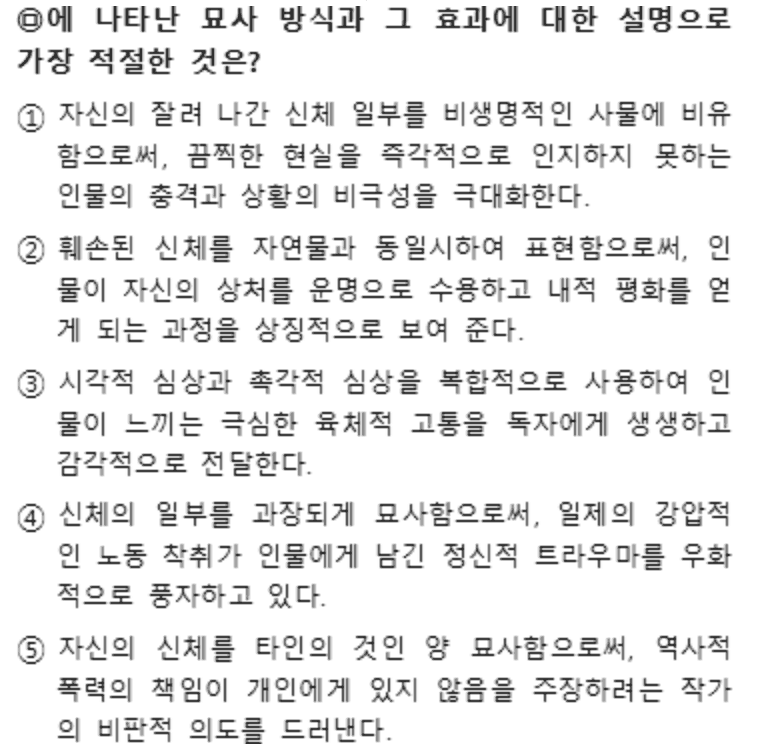 ㉤에 나타난 묘사 방식과 그 효과에 대한 설명으로
가장 적절한 것은?
① 자신의 잘려 나간 신체 일부를 비생명적인 사물에 비유
함으로써, 끔찍한 현실을 즉각적으로 인지하지 못하는
인물의 충격과 상황의 비극성을 극대화한다.
② 훼손된 신체를 자연물과 동일시하여 표현함으로써, 인
물이 자신의 상처를 운명으로 수용하고 내적 평화를 얻
게 되는 과정을 상징적으로 보여 준다.
③ 시각적 심상과 촉각적 심상을 복합적으로 사용하여 인
물이 느끼는 극심한 육체적 고통을 독자에게 생생하고
감각적으로 전달한다.
④ 신체의 일부를 과장되게 묘사함으로써, 일제의 강압적
인 노동 착취가 인물에게 남긴 정신적 트라우마를 우화
적으로 풍자하고 있다.
⑤ 자신의 신체를 타인의 것인 양 묘사함으로써, 역사적
폭력의 책임이 개인에게 있지 않음을 주장하려는 작가
의 비판적 의도를 드러낸다.